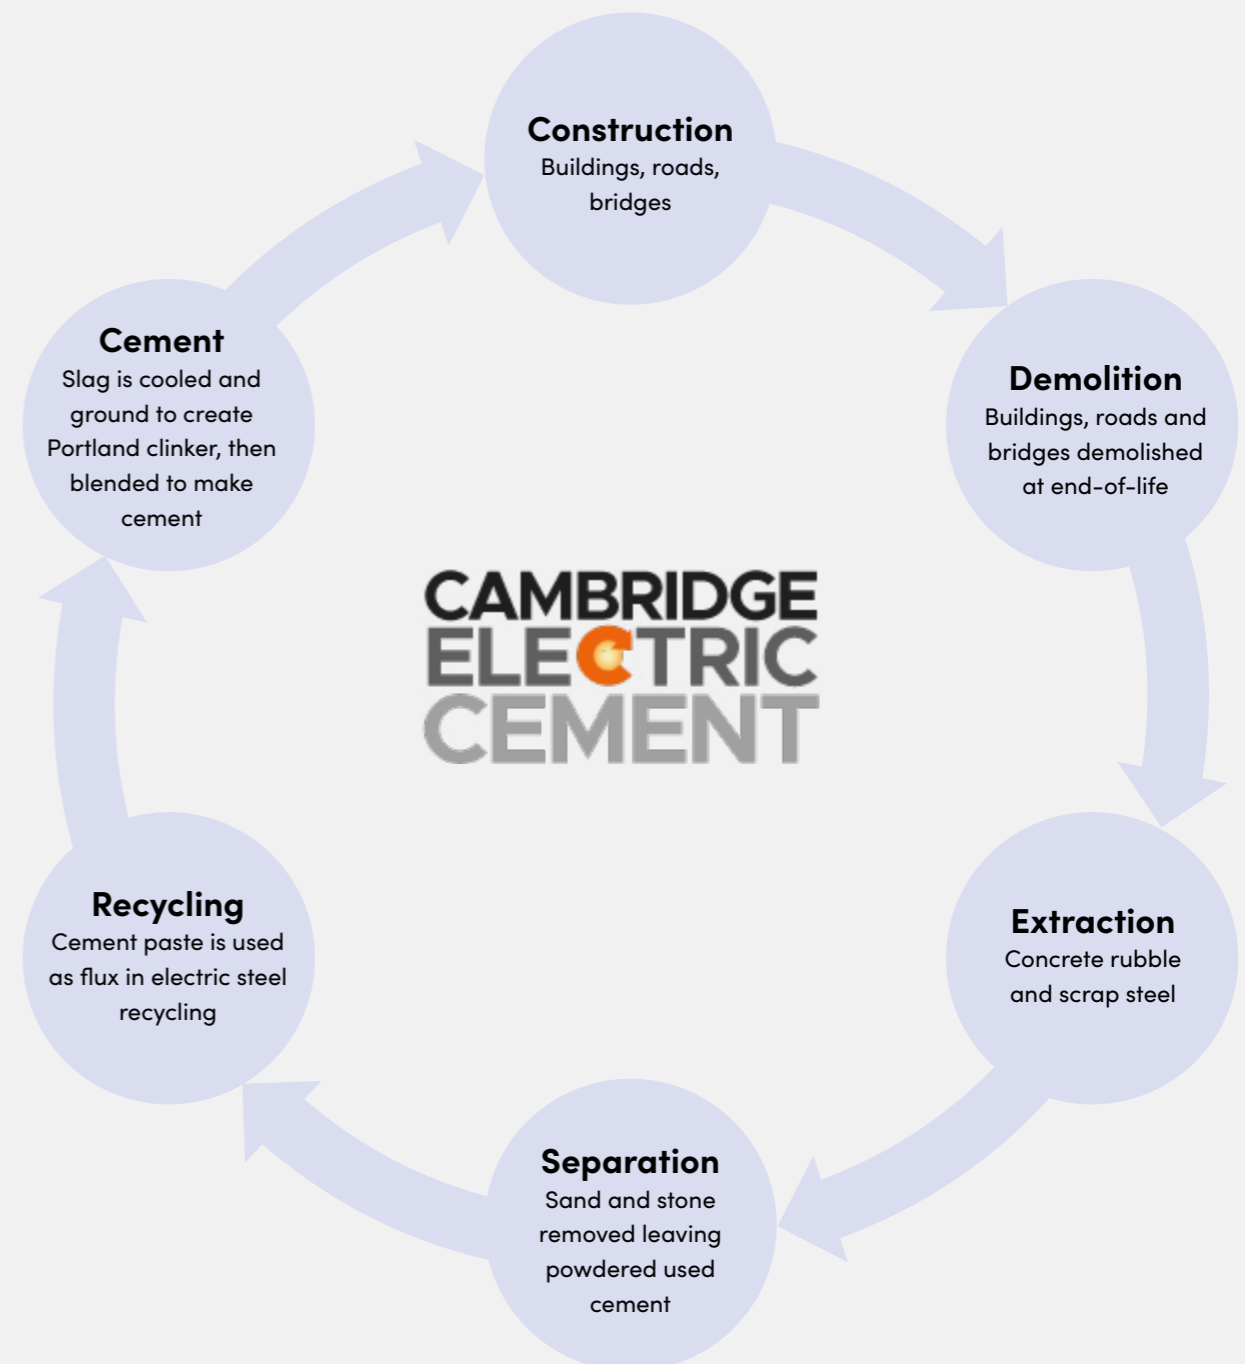 Construction
Buildings, roads,
bridges
Demolition
Buildings, roads and
bridges demolished
at end-of-life
Extraction
Concrete rubble
and scrap steel
Separation
Sand and stone
removed leaving
powdered used
cement
Recycling
Cement paste is used
as flux in electric steel
recycling
Cement
Slag is cooled and
ground to create
Portland clinker, then
blended to make
cement
CAMBRIDGE
ELECTRIC
CEMENT